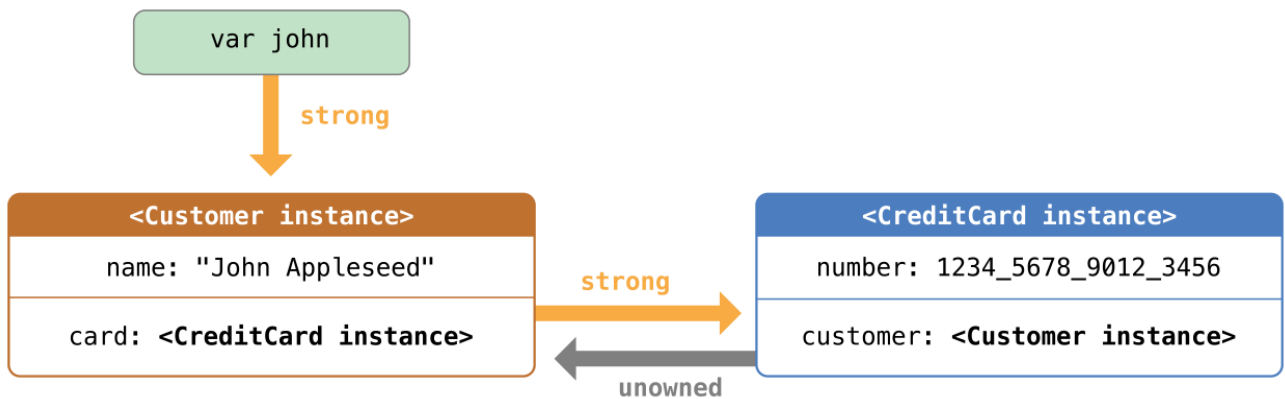 var john
strong
<Customer instance>
name: "John Appleseed"
card: <CreditCard instance>
strong
unowned
<CreditCard instance>
number: 1234_5678_9012_3456
customer: <Customer instance>